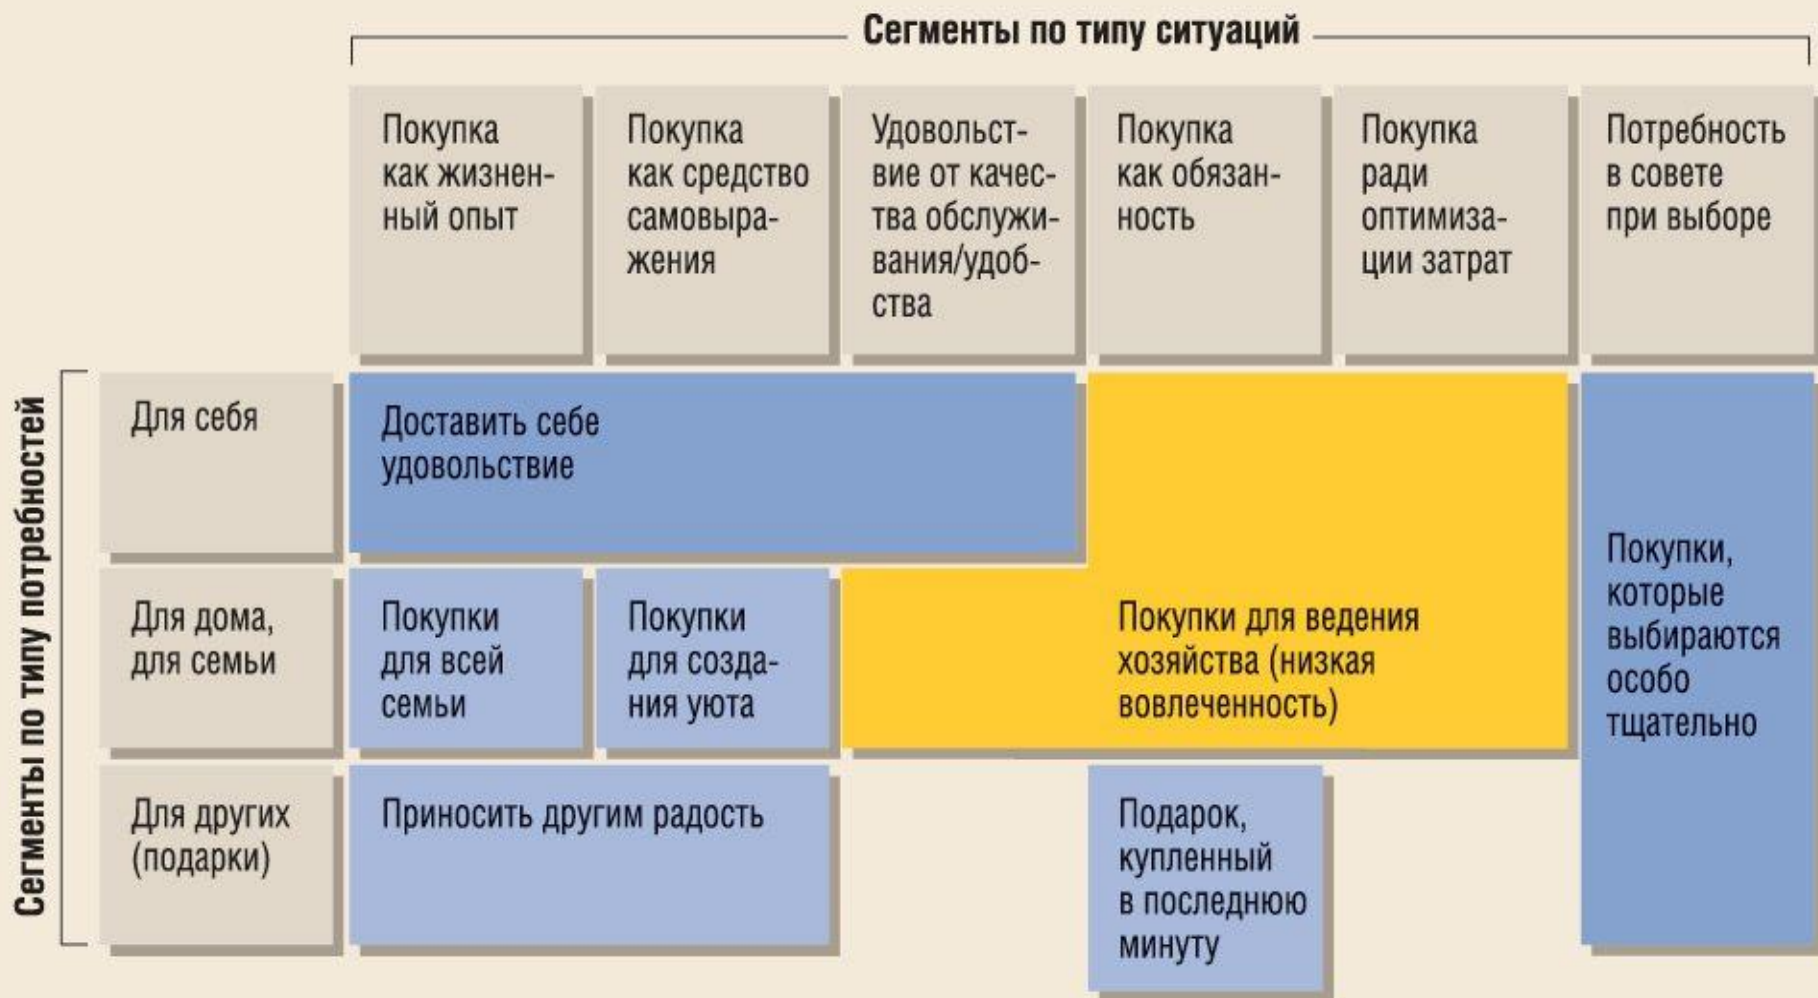 Сегменты по типу ситуаций
Покупка
как жизнен-
ный опыт
Покупка
как средство
самовыра-
жения
Удовольст-
вие от качес-
тва обслужи-
вания/удоб-
ства
Покупка
как обязан-
ность
Покупка
ради
оптимиза-
ции затрат
Потребность
в совете
при выборе
Сегменты по типу потребностей
Для себя
Доставить себе
удовольствие
Для дома,
для семьи
Покупки
для всей
семьи
Покупки
для созда-
ния уюта
Покупки для ведения
хозяйства (низкая
вовлеченность)
Покупки,
которые
выбираются
особо
тщательно
Для других
(подарки)
Приносить другим радость
Подарок,
купленный
в последнюю
минуту